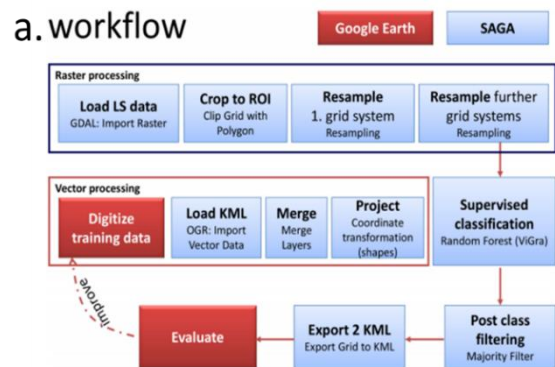 a. workflow
Google Earth
SAGA
Raster processing
Load LS data
GDAL: Import Raster
Crop to ROI
Clip Grid with
Polygon
Resample
1. grid system
Resampling
Resample further
grid systems
Resampling
Vector processing
Digitize
training data
Load KML
OGR: Import
Vector Data
Merge
Merge
Layers
Project
Coordinate
transformation
(shapes)
Supervised
classification
Random Forest (ViGra)
improve
Evaluate
Export 2 KML
Export Grid to KML
Post class
filtering
Majority Filter